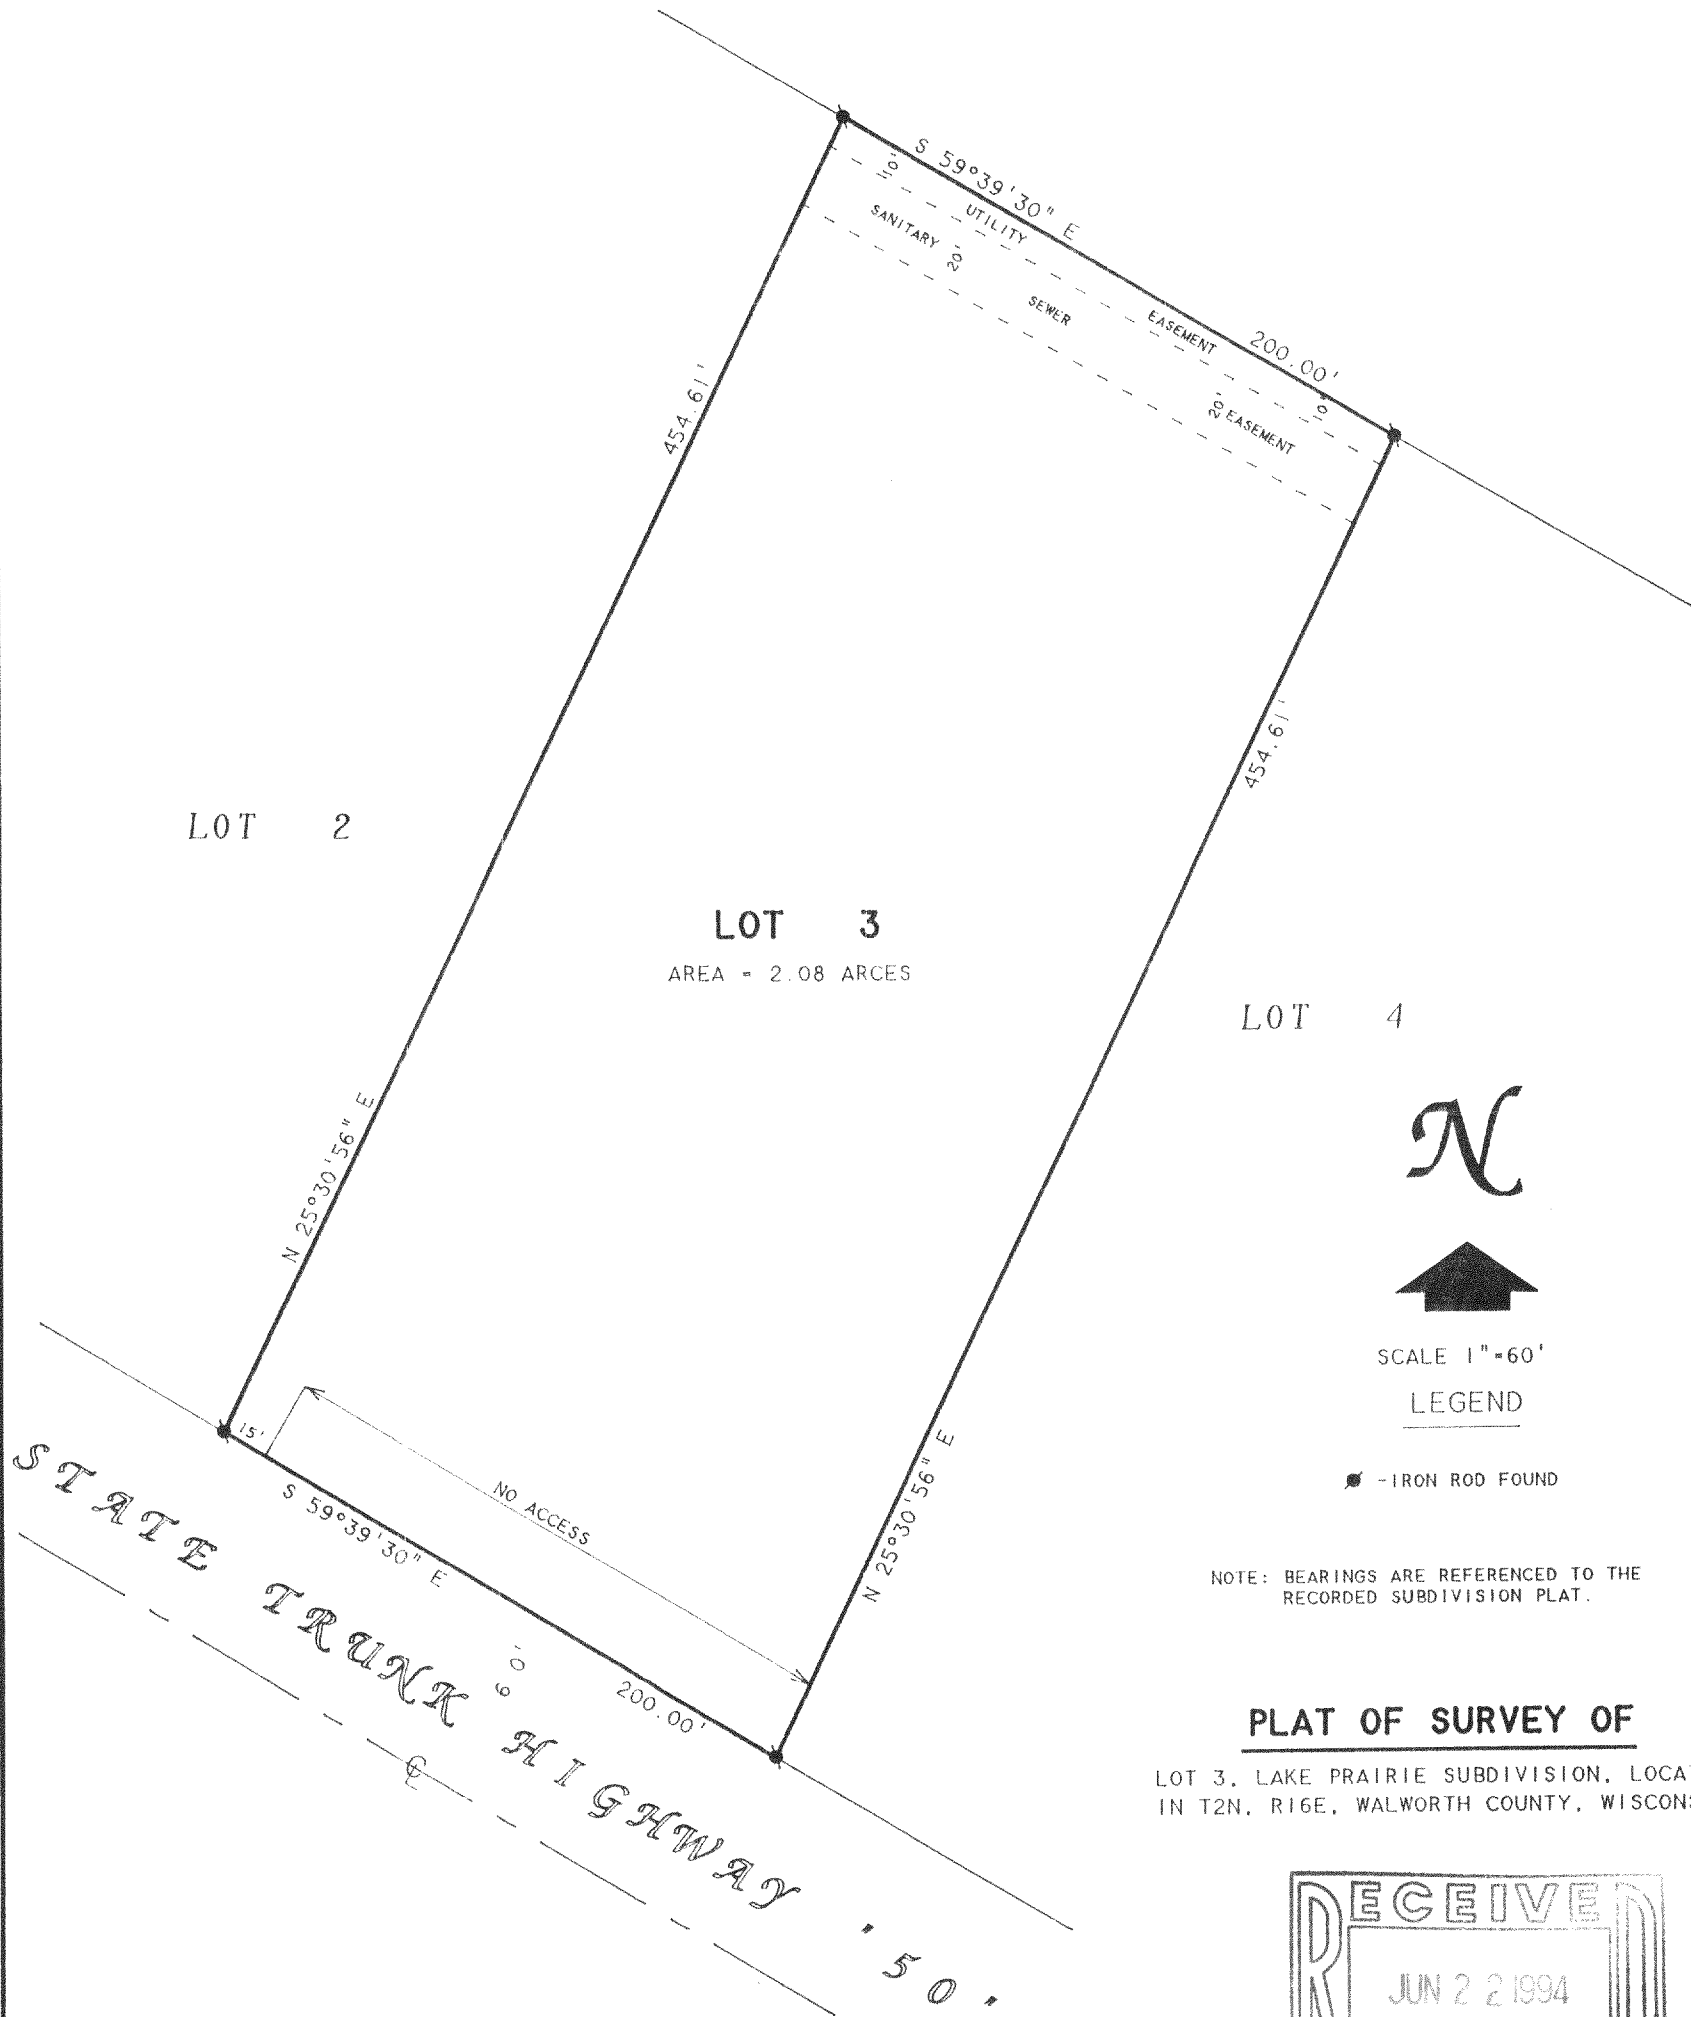 S 59°39'30" E
10'
UTILITY
SANITARY
20'
SEWER
EASEMENT
200.00'
20'
10'
EASEMENT
454.61'
454.61'
LOT 2
LOT 3
AREA = 2.08 ARCES
LOT 4
N
N 25°30'56" E
SCALE 1"=60'
LEGEND
-IRON ROD FOUND
15'
NO ACCESS
S 59°39'30" E
N 25°30'56" E
STATE TRUNK HIGHWAY '50'
60'
200.00'
℄
NOTE: BEARINGS ARE REFERENCED TO THE
RECORDED SUBDIVISION PLAT.
PLAT OF SURVEY OF
LOT 3, LAKE PRAIRIE SUBDIVISION, LOCA
IN T2N, R16E, WALWORTH COUNTY, WISCON
RECEIVED
JUN 22 1994